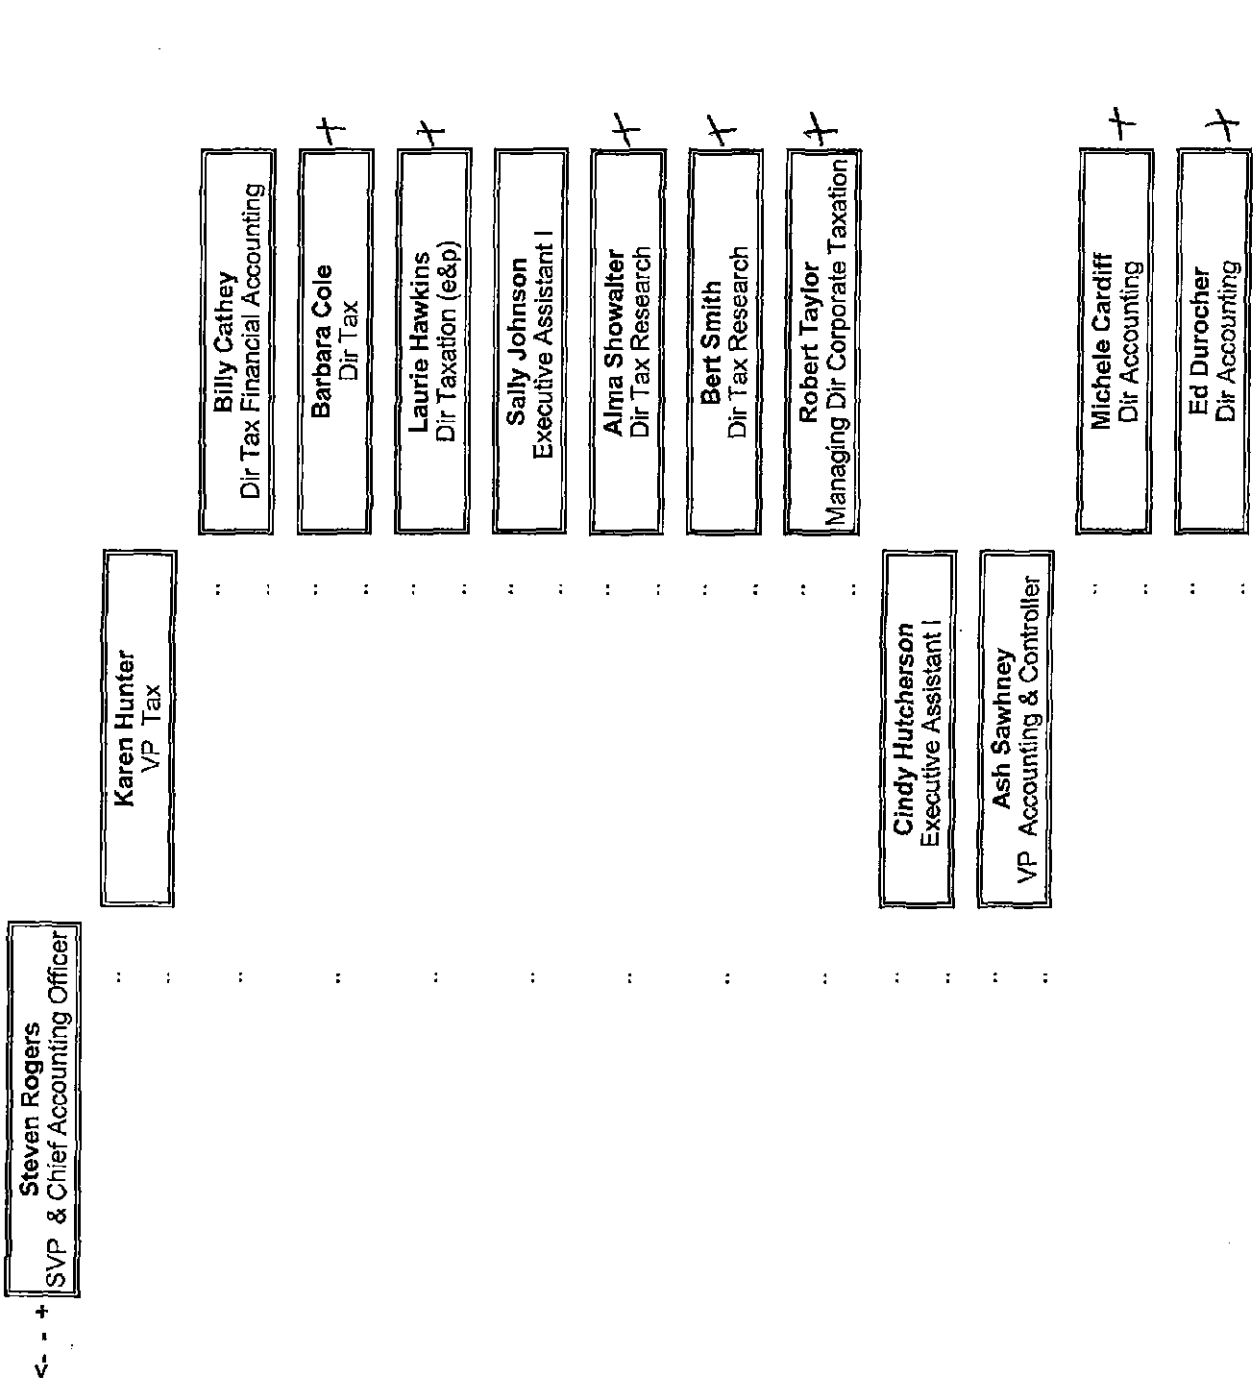 <- - +
Steven Rogers
SVP & Chief Accounting Officer
Karen Hunter
VP Tax
Billy Cathey
Dir Tax Financial Accounting
Barbara Cole
Dir Tax
+
Laurie Hawkins
Dir Taxation (e&p)
+
Sally Johnson
Executive Assistant I
Alma Showalter
Dir Tax Research
+
Bert Smith
Dir Tax Research
+
Robert Taylor
Managing Dir Corporate Taxation
+
Cindy Hutcherson
Executive Assistant I
Ash Sawhney
VP Accounting & Controller
Michele Cardiff
Dir Accounting
+
Ed Durocher
Dir Accounting
+